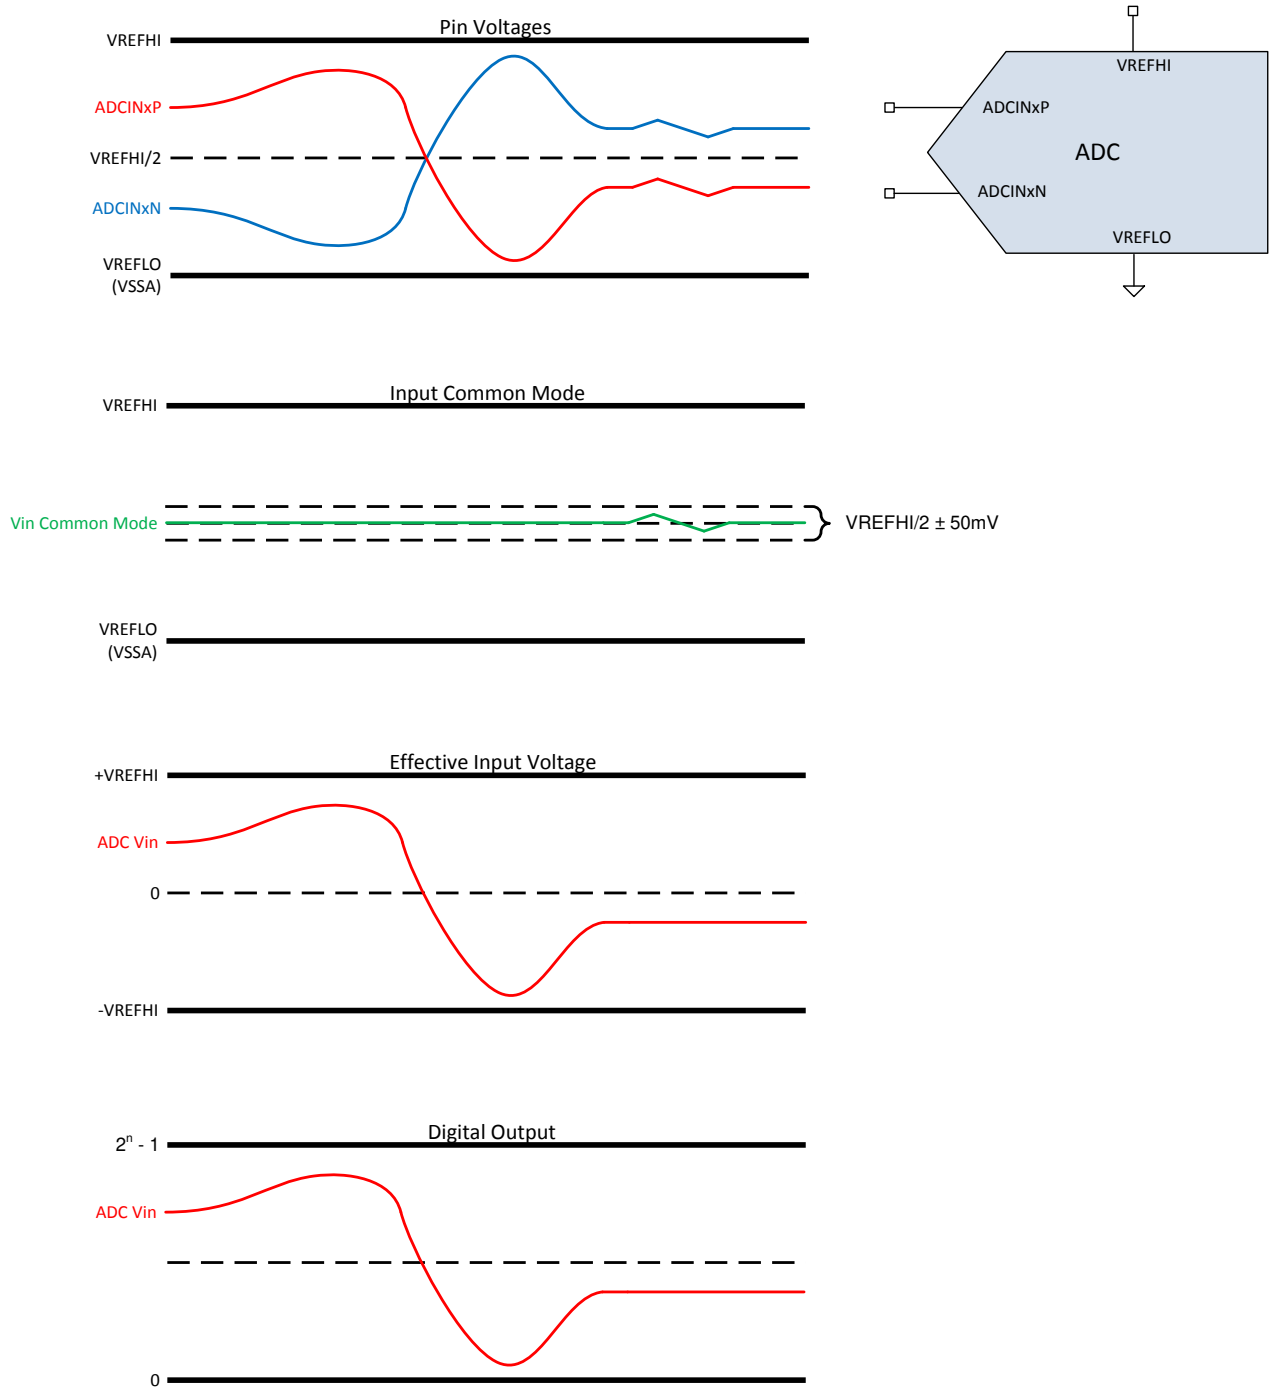 Pin Voltages
VREFHI
ADCINxP
VREFHI/2
ADCINxN
VREFLO
(VSSA)
VREFHI
ADCINxP
ADC
ADCINxN
VREFLO
Input Common Mode
VREFHI
Vin Common Mode
VREFHI/2 ± 50mV
VREFLO
(VSSA)
Effective Input Voltage
+VREFHI
ADC Vin
0
-VREFHI
Digital Output
2ⁿ - 1
ADC Vin
0